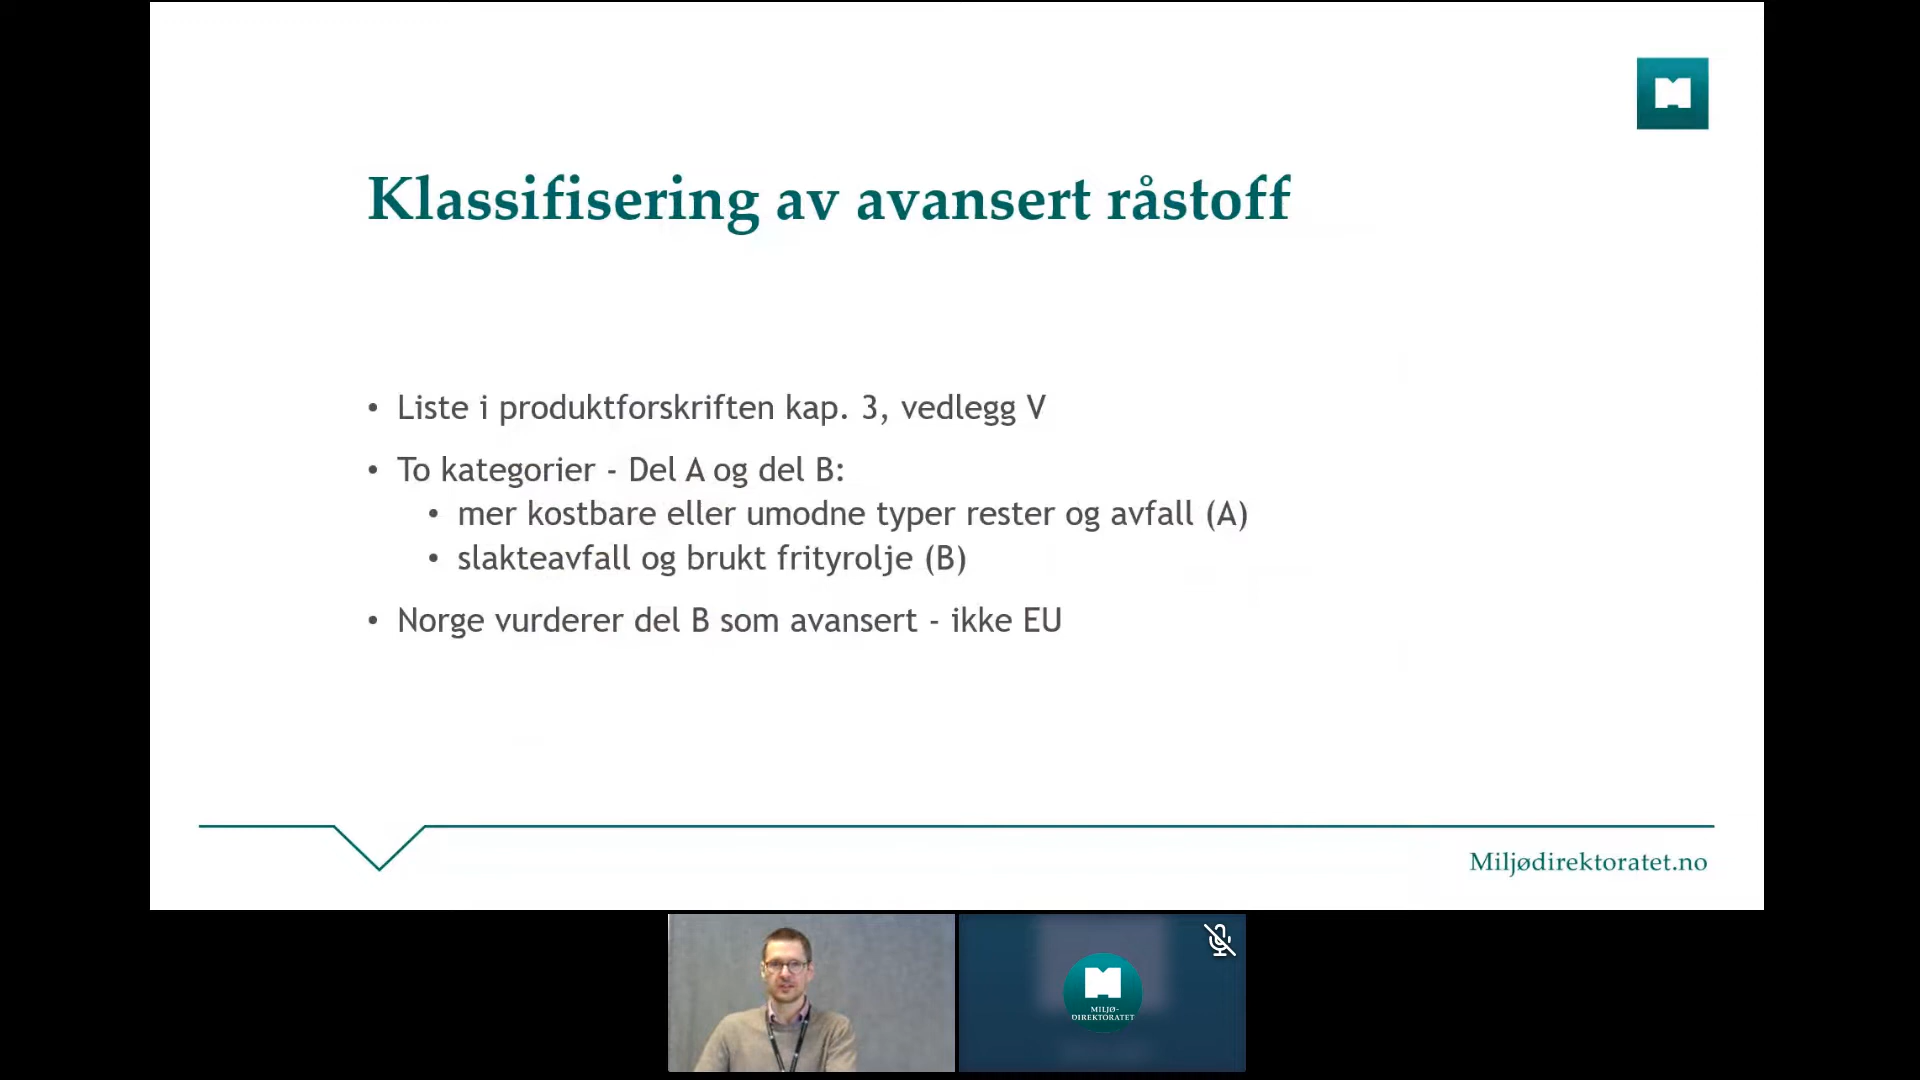 Klassifisering av avansert råstoff
• Liste i produktforskriften kap. 3, vedlegg V
• To kategorier - Del A og del B:
• mer kostbare eller umodne typer rester og avfall (A)
• slakteavfall og brukt frityrolje (B)
• Norge vurderer del B som avansert - ikke EU
Miljødirektoratet.no
MILJØ-
DIREKTORATET